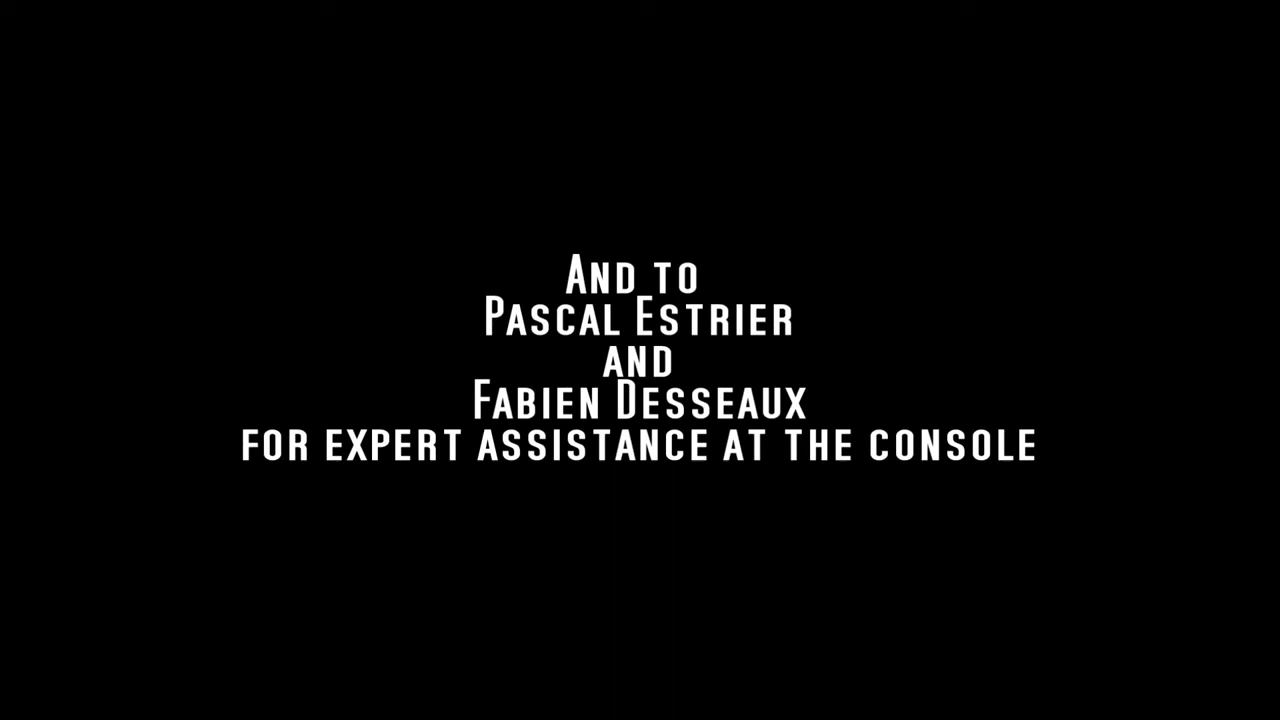 And to
Pascal Estrier
and
Fabien Desseaux
for expert assistance at the console